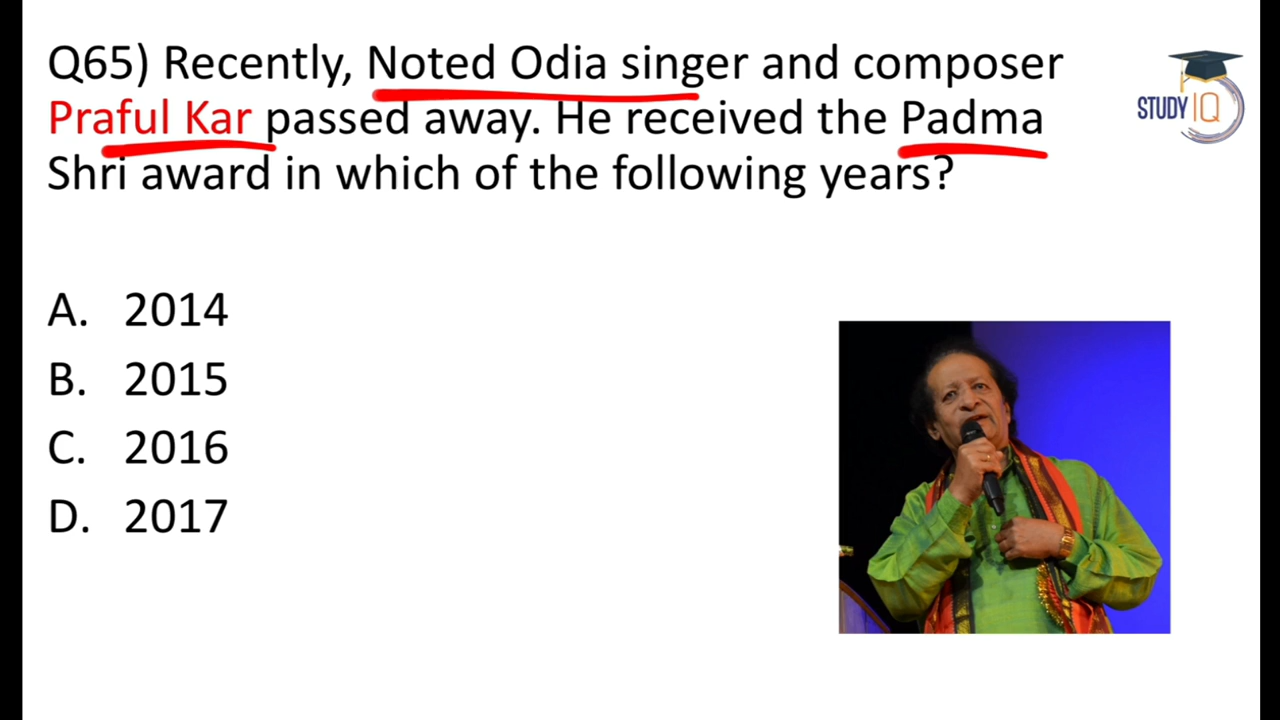 Q65) Recently, Noted Odia singer and composer
Praful Kar passed away. He received the Padma
Shri award in which of the following years?
STUDY IQ
A. 2014
B. 2015
C. 2016
D. 2017